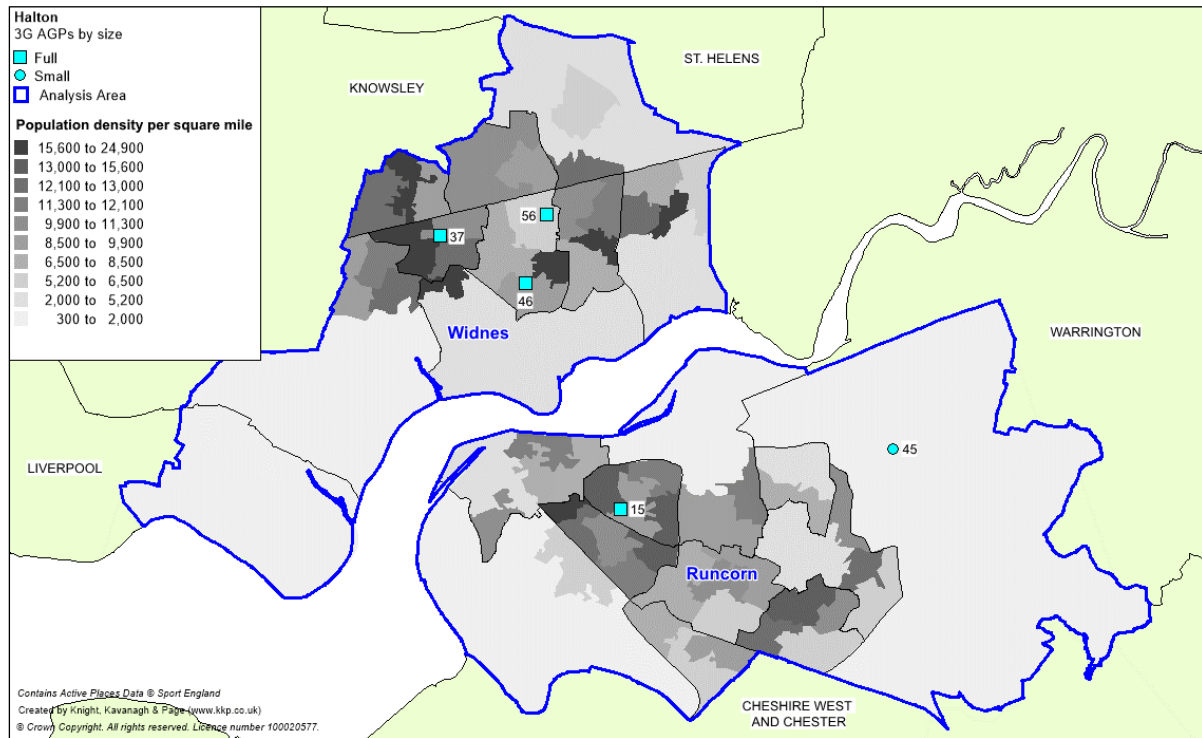 Halton
3G AGPs by size
Full
Small
Analysis Area
Population density per square mile
15,600 to 24,900
13,000 to 15,600
12,100 to 13,000
11,300 to 12,100
9,900 to 11,300
8,500 to 9,900
6,500 to 8,500
5,200 to 6,500
2,000 to 5,200
300 to 2,000
ST. HELENS
KNOWSLEY
56
37
46
Widnes
WARRINGTON
45
LIVERPOOL
15
Runcorn
CHESHIRE WEST
AND CHESTER
Contains Active Places Data © Sport England
Created by Knight, Kavanagh & Page (www.kkp.co.uk)
© Crown Copyright. All rights reserved. Licence number 100020577.